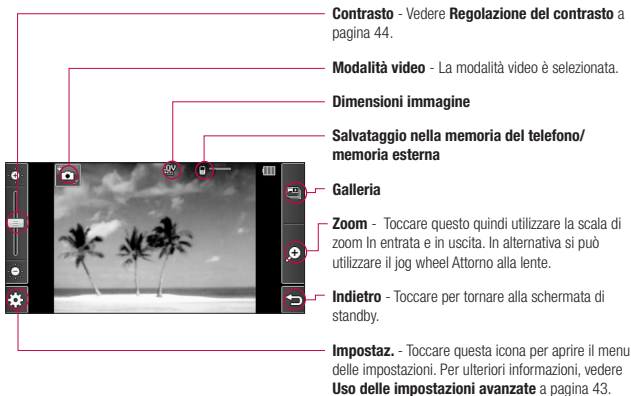 Contrasto - Vedere Regolazione del contrasto a
pagina 44.
Modalità video - La modalità video è selezionata.
Dimensioni immagine
Salvataggio nella memoria del telefono/
memoria esterna
Galleria
Zoom - Toccare questo quindi utilizzare la scala di
zoom In entrata e in uscita. In alternativa si può
utilizzare il jog wheel Attorno alla lente.
Indietro - Toccare per tornare alla schermata di
standby.
Impostaz. - Toccare questa icona per aprire il menu
delle impostazioni. Per ulteriori informazioni, vedere
Uso delle impostazioni avanzate a pagina 43.